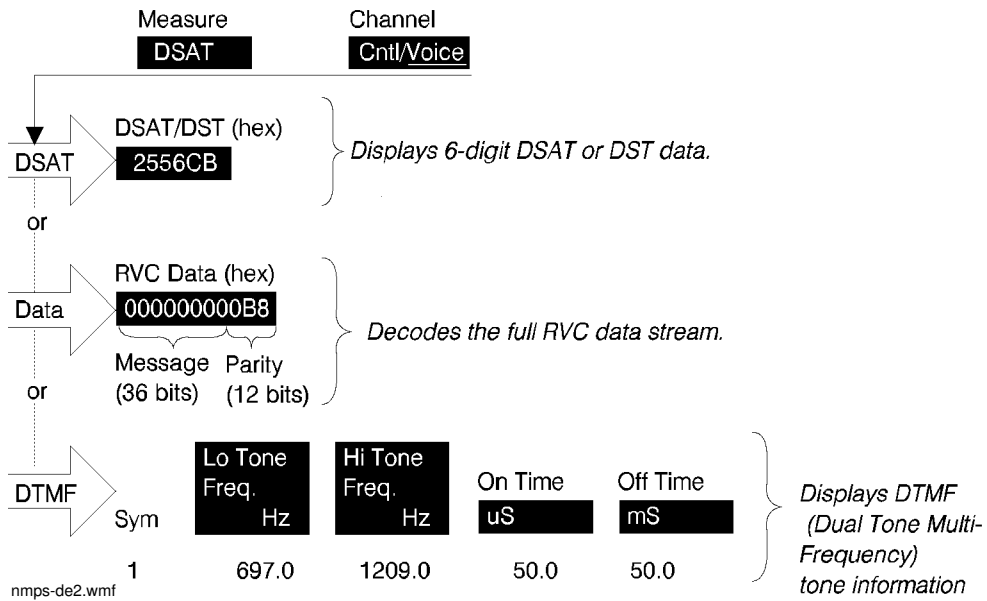 Measure Channel
DSAT Cntl/Voice
DSAT/DST (hex)
DSAT 2556CB Displays 6-digit DSAT or DST data.
or
RVC Data (hex)
Data 000000000B8 Decodes the full RVC data stream.
Message Parity
(36 bits) (12 bits)
or
Lo Tone Hi Tone
Freq. Freq. On Time Off Time
DTMF Sym Hz Hz uS mS
1 697.0 1209.0 50.0 50.0
Displays DTMF
(Dual Tone Multi-
Frequency)
tone information
nmps-de2.wmf